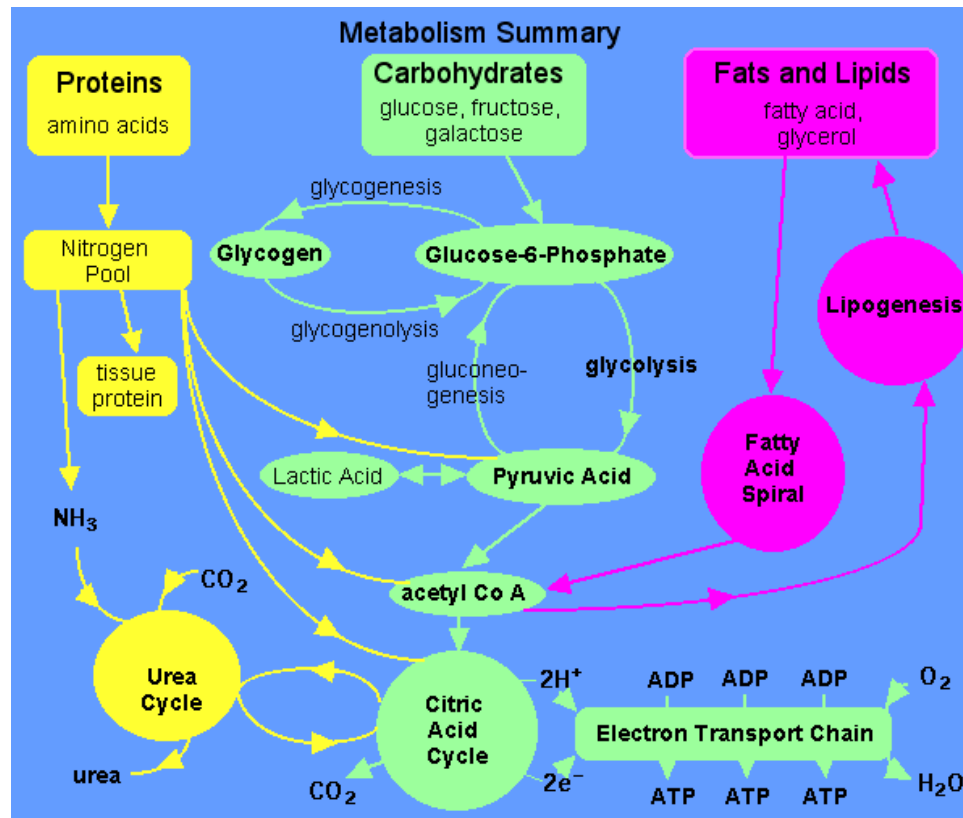 Metabolism Summary
Proteins
amino acids
Carbohydrates
glucose, fructose,
galactose
Fats and Lipids
fatty acid,
glycerol
glycogenesis
Nitrogen
Pool
Glycogen
Glucose-6-Phosphate
Lipogenesis
glycogenolysis
tissue
protein
gluconeo-
genesis
glycolysis
Fatty
Acid
Spiral
Lactic Acid
Pyruvic Acid
NH₃
CO₂
acetyl Co A
Urea
Cycle
Citric
Acid
Cycle
2H⁺
2e⁻
ADP ADP ADP
O₂
Electron Transport Chain
urea
CO₂
ATP ATP ATP
H₂O